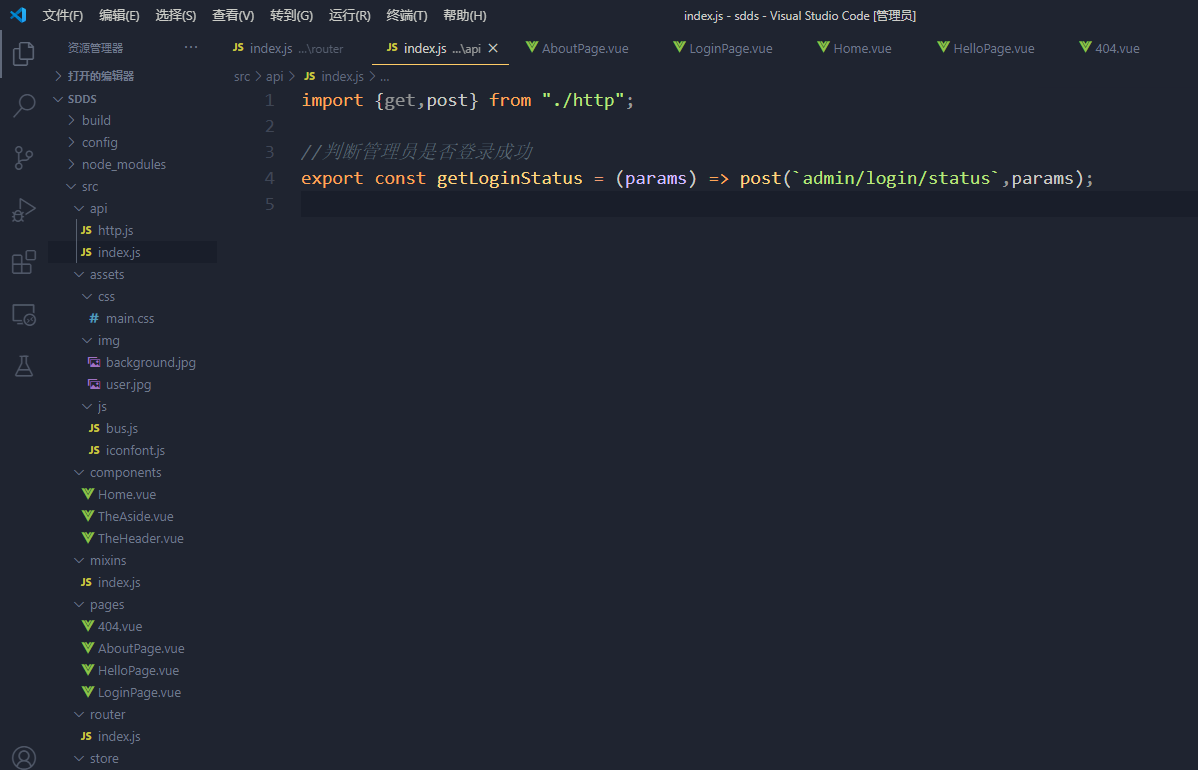 文件(F) 编辑(E) 选择(S) 查看(V) 转到(G) 运行(R) 终端(T) 帮助(H) index.js - sdds - Visual Studio Code [管理员]
资源管理器 ···
JS index.js ...\router JS index.js ...\api × AboutPage.vue LoginPage.vue Home.vue HelloPage.vue 404.vue
打开的编辑器
src > api > JS index.js > ...
SDDS
build
config
node_modules
src
api
JS http.js
JS index.js
assets
css
# main.css
img
background.jpg
user.jpg
js
JS bus.js
JS iconfont.js
components
Home.vue
TheAside.vue
TheHeader.vue
mixins
JS index.js
pages
404.vue
AboutPage.vue
HelloPage.vue
LoginPage.vue
router
JS index.js
store
1 import {get,post} from "./http";
2
3 //判断管理员是否登录成功
4 export const getLoginStatus = (params) => post(`admin/login/status`,params);
5